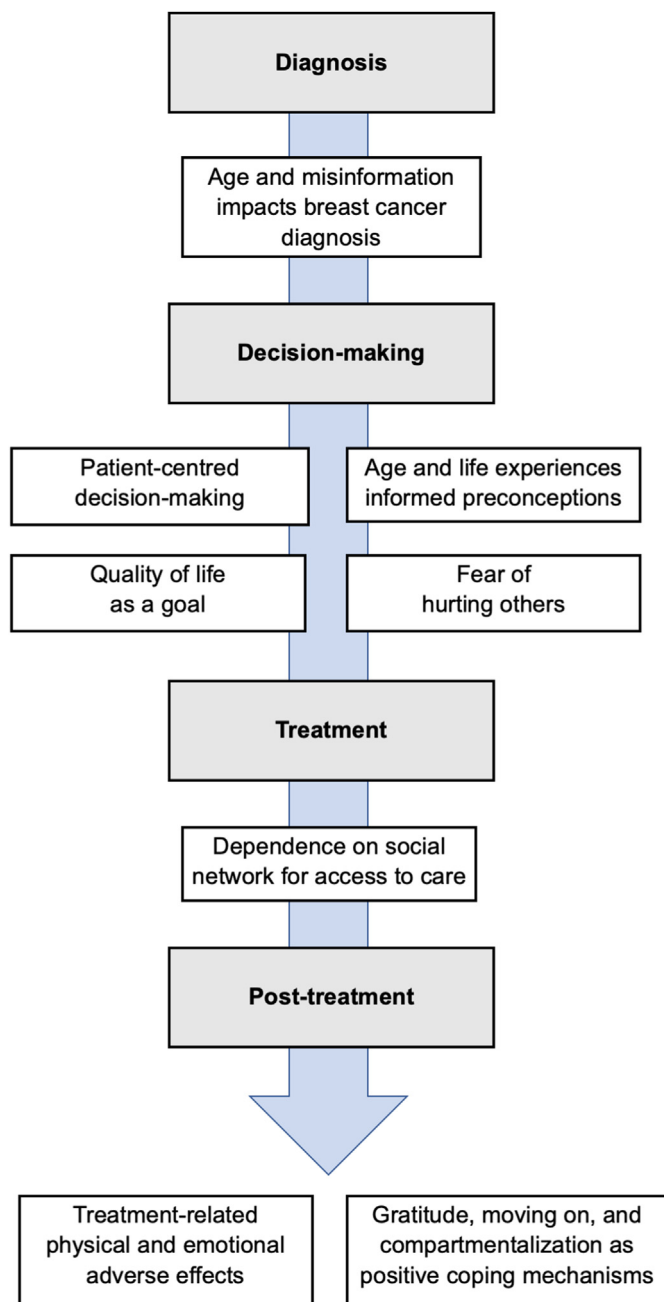 Diagnosis
Age and misinformation
impacts breast cancer
diagnosis
Decision-making
Patient-centred
decision-making
Age and life experiences
informed preconceptions
Quality of life
as a goal
Fear of
hurting others
Treatment
Dependence on social
network for access to care
Post-treatment
Treatment-related
physical and emotional
adverse effects
Gratitude, moving on, and
compartmentalization as
positive coping mechanisms